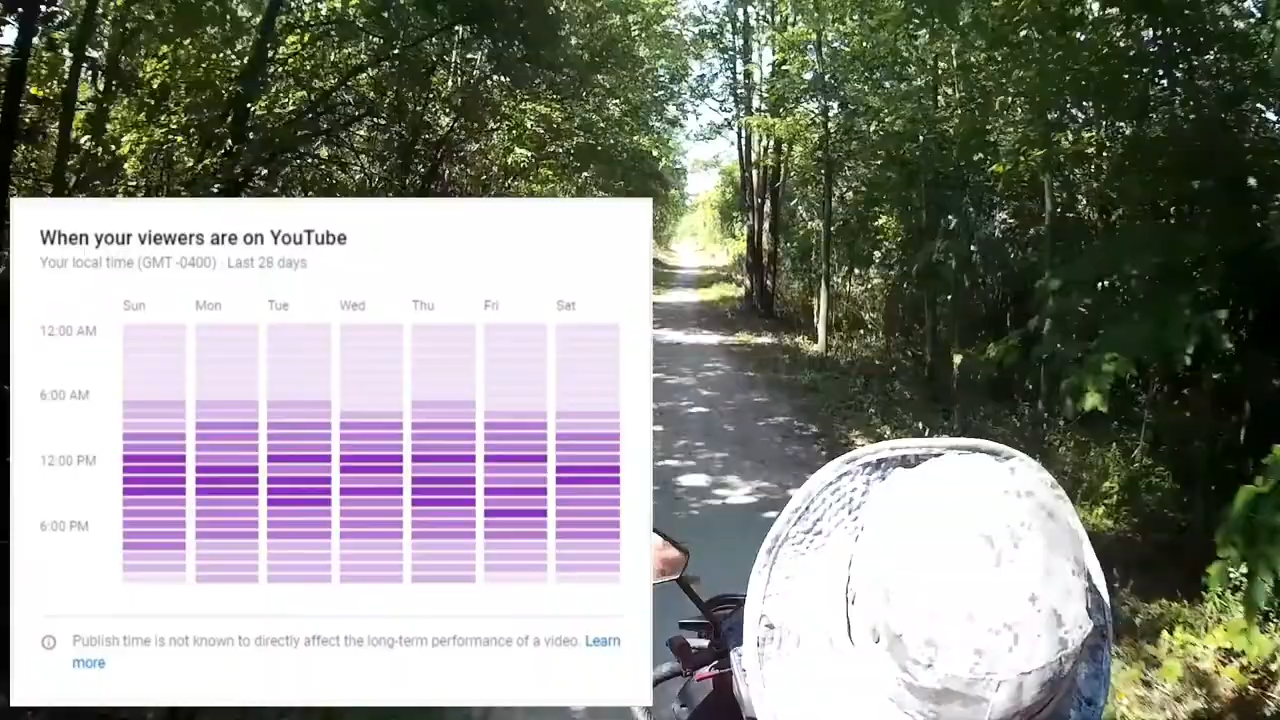 When your viewers are on YouTube
Your local time (GMT -0400) · Last 28 days
Sun Mon Tue Wed Thu Fri Sat
12:00 AM
6:00 AM
12:00 PM
6:00 PM
Publish time is not known to directly affect the long-term performance of a video. Learn
more